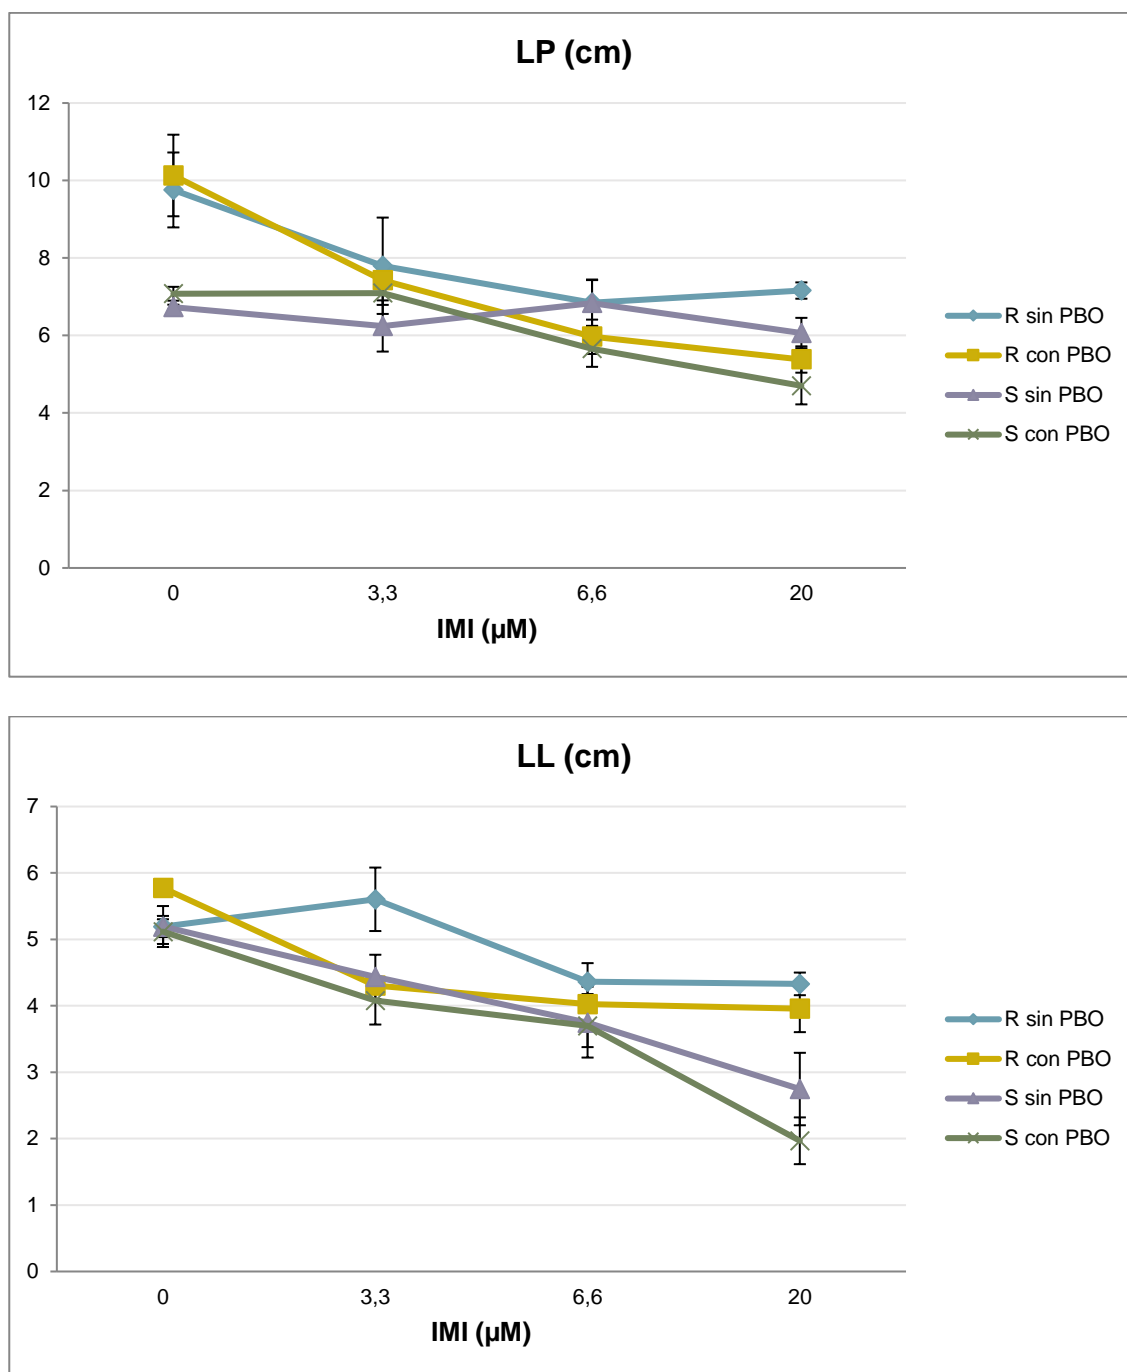 LP (cm)
12
10
8
6
4
2
0
0 3,3 6,6 20
IMI (µM)
R sin PBO
R con PBO
S sin PBO
S con PBO
LL (cm)
7
6
5
4
3
2
1
0
0 3,3 6,6 20
IMI (µM)
R sin PBO
R con PBO
S sin PBO
S con PBO